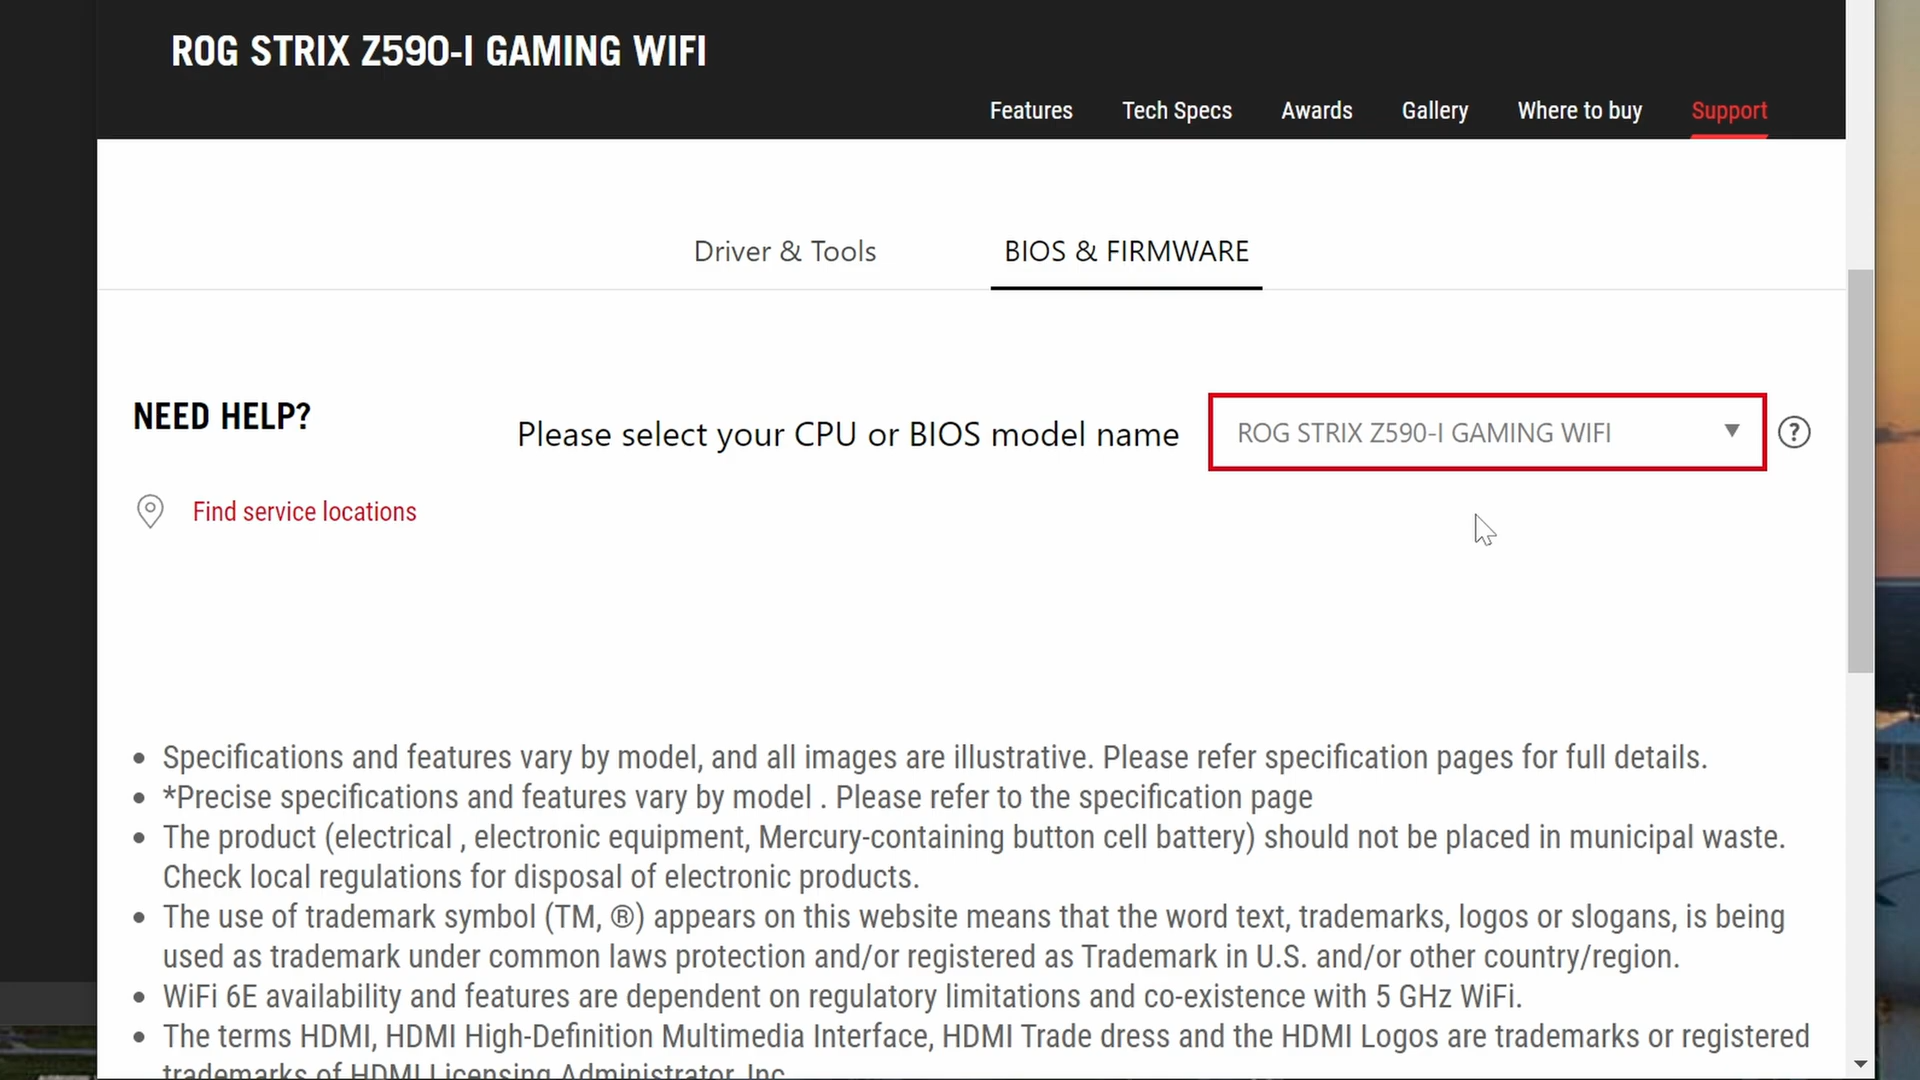 ROG STRIX Z590-I GAMING WIFI
Features Tech Specs Awards Gallery Where to buy Support
Driver & Tools BIOS & FIRMWARE
NEED HELP?
Please select your CPU or BIOS model name ROG STRIX Z590-I GAMING WIFI ▼ ?
Find service locations
• Specifications and features vary by model, and all images are illustrative. Please refer specification pages for full details.
• *Precise specifications and features vary by model . Please refer to the specification page
• The product (electrical , electronic equipment, Mercury-containing button cell battery) should not be placed in municipal waste.
Check local regulations for disposal of electronic products.
• The use of trademark symbol (TM, ®) appears on this website means that the word text, trademarks, logos or slogans, is being
used as trademark under common laws protection and/or registered as Trademark in U.S. and/or other country/region.
• WiFi 6E availability and features are dependent on regulatory limitations and co-existence with 5 GHz WiFi.
• The terms HDMI, HDMI High-Definition Multimedia Interface, HDMI Trade dress and the HDMI Logos are trademarks or registered
trademarks of HDMI Licensing Administrator, Inc.